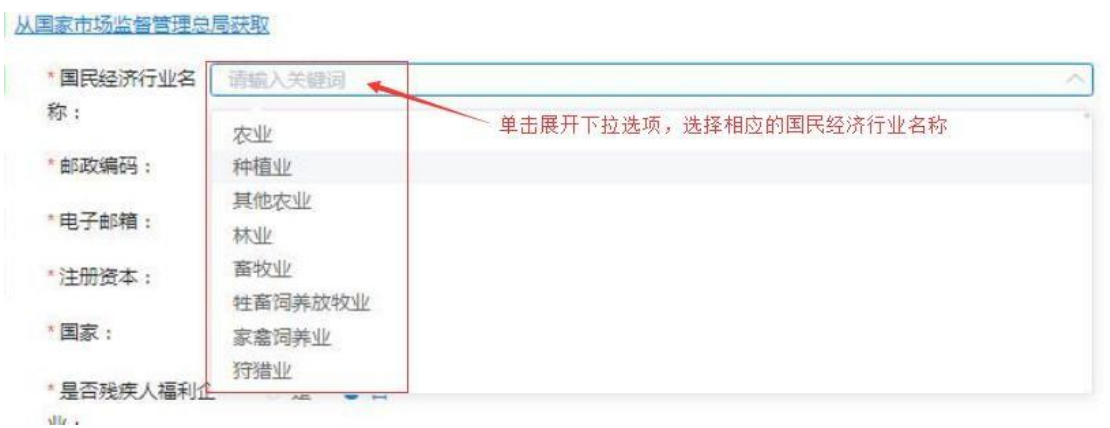 从国家市场监督管理总局获取
*国民经济行业名称：
请输入关键词
单击展开下拉选项，选择相应的国民经济行业名称
农业
*邮政编码：
种植业
其他农业
*电子邮箱：
林业
*注册资本：
畜牧业
牲畜饲养放牧业
*国家：
家禽饲养业
狩猎业
*是否残疾人福利企业：